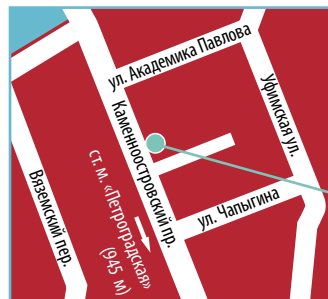 ул. Академика Павлова
Уфимская ул.
Каменноостровский пр.
Вяземский пер.
ст. м. «Петроградская»
(945 м)
ул. Чапыгина